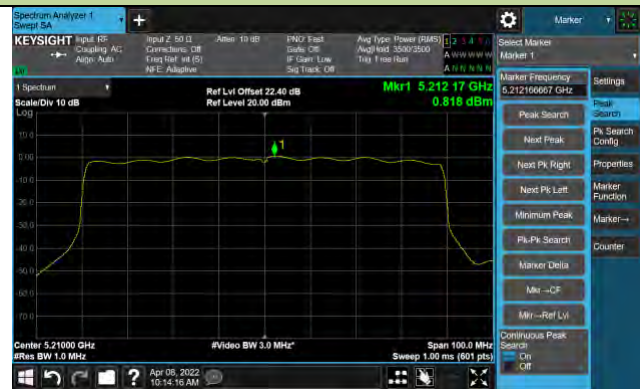 Spectrum Analyzer 1
Swept SA
+
Marker
KEYSIGHT
Input: RF
Coupling: AC
Align: Auto
Input Z: 50 Ω
Corrections: Off
Freq Ref: Int (S)
NFE: Adaptive
Atten: 10 dB
PNO: Fast
Gate: Off
IF Gain: Low
Sig Track: Off
Avg Type: Power (RMS)
Avg|Hold: 3500/3500
Trig: Free Run
1 2 3 4 5 6
A W W W W W
A N N N N N
Select Marker
Marker 1
1 Spectrum
Scale/Div 10 dB
Log
Ref Lvl Offset 22.40 dB
Ref Level 20.00 dBm
Mkr1 5.212 17 GHz
0.818 dBm
Marker Frequency
5.212166667 GHz
Settings
Peak Search
Peak Search
Next Peak
Pk Search Config
Next Pk Right
Properties
Next Pk Left
Marker Function
Minimum Peak
Marker→
Pk-Pk Search
Counter
Marker Delta
Mkr→CF
Mkr→Ref Lvl
Continuous Peak Search
On
Off
10.0
0.00
-10.0
-20.0
-30.0
-40.0
-50.0
-60.0
-70.0
1
Center 5.21000 GHz
#Res BW 1.0 MHz
#Video BW 3.0 MHz*
Span 100.0 MHz
Sweep 1.00 ms (601 pts)
?
Apr 08, 2022
10:14:16 AM